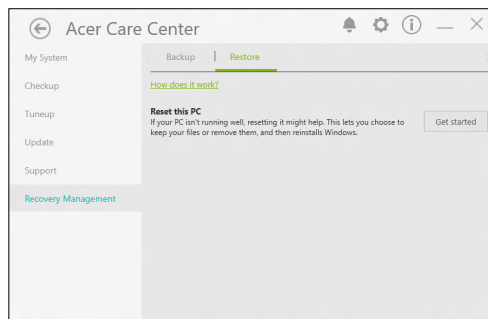 Acer Care Center
My System
Checkup
Tuneup
Update
Support
Recovery Management
Backup
Restore
How does it work?
Reset this PC
If your PC isn't running well, resetting it might help. This lets you choose to
keep your files or remove them, and then reinstalls Windows.
Get started